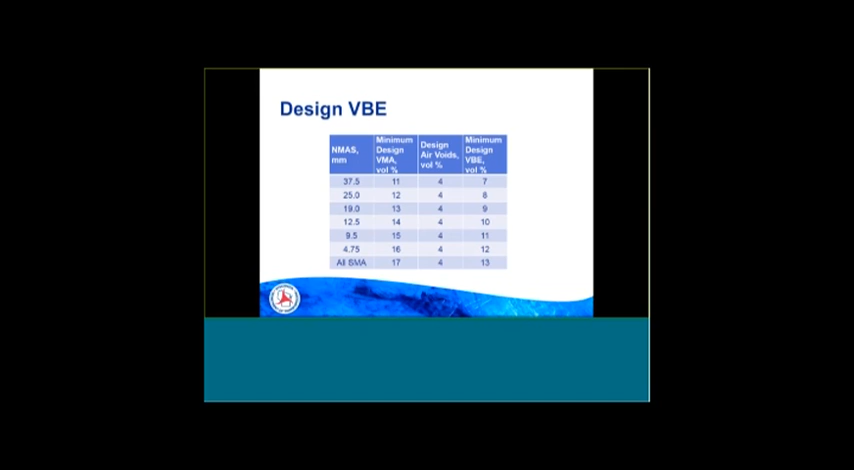 Design VBE
NMAS, mm | Minimum Design VMA, vol % | Design Air Voids, vol % | Minimum Design VBE, vol %
37.5 11 4 7
25.0 12 4 8
19.0 13 4 9
12.5 14 4 10
9.5 15 4 11
4.75 16 4 12
All SMA 17 4 13